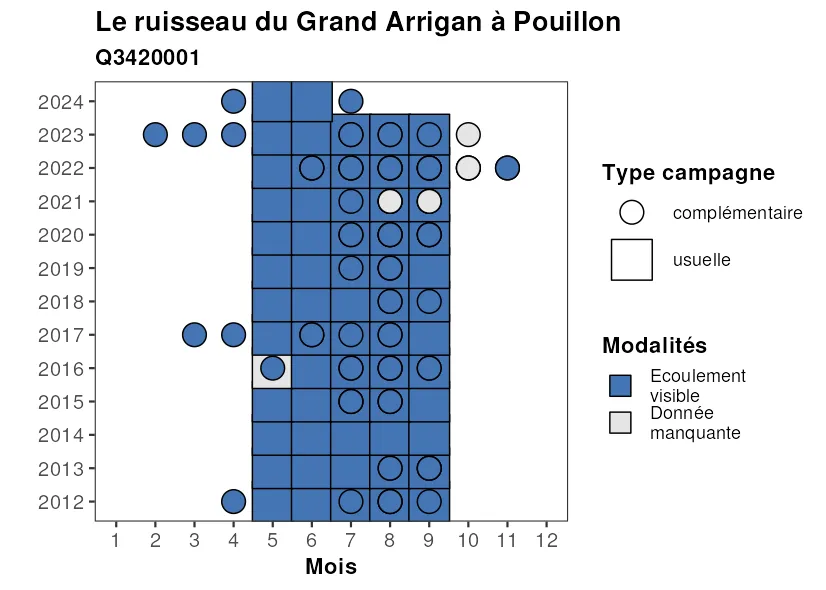 Le ruisseau du Grand Arrigan à Pouillon
Q3420001
2024
2023
2022
2021
2020
2019
2018
2017
2016
2015
2014
2013
2012
1 2 3 4 5 6 7 8 9 10 11 12
Mois
Type campagne
complémentaire
usuelle
Modalités
Ecoulement
visible
Donnée
manquante